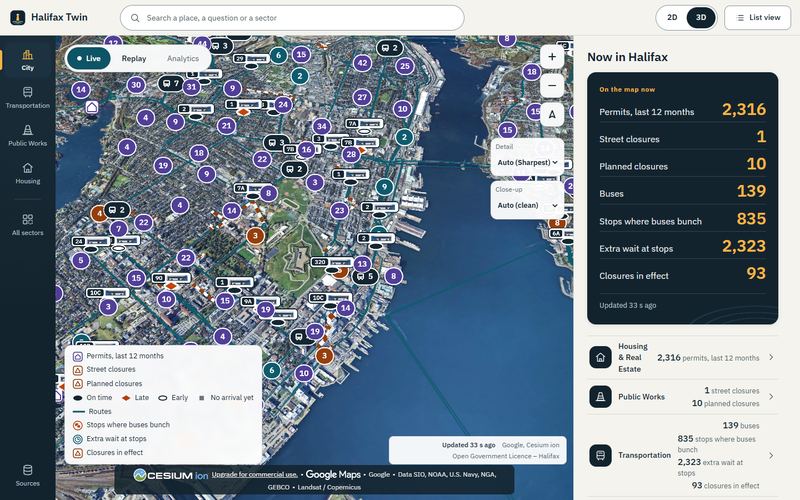 Halifax Twin
Search a place, a question or a sector
2D
3D
List view
City
Transportation
Public Works
Housing
All sectors
Sources
Live
Replay
Analytics
Detail
Auto (Sharpest)
Close-up
Auto (clean)
Permits, last 12 months
Street closures
Planned closures
On time
Late
Early
No arrival yet
Routes
Stops where buses bunch
Extra wait at stops
Closures in effect
Updated 33 s ago Google, Cesium ion
Open Government Licence – Halifax
CESIUM ion Upgrade for commercial use. • Google Maps • Google • Data SIO, NOAA, U.S. Navy, NGA,
GEBCO • Landsat / Copernicus
Now in Halifax
On the map now
Permits, last 12 months 2,316
Street closures 1
Planned closures 10
Buses 139
Stops where buses bunch 835
Extra wait at stops 2,323
Closures in effect 93
Updated 33 s ago
Housing
& Real
Estate
2,316 permits, last 12 months
Public Works
1 street closures
10 planned closures
Transportation
139 buses
835 stops where buses
bunch
2,323 extra wait at
stops
93 closures in effect